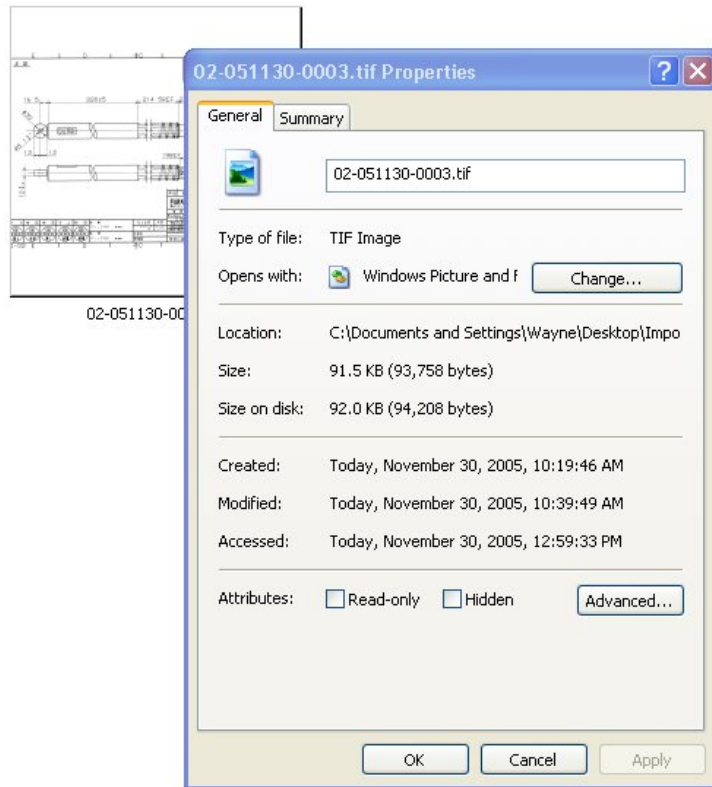 02-051130-0003.tif Properties
General Summary
02-051130-0003.tif
Type of file: TIF Image
Opens with: Windows Picture and F Change...
02-051130-00
Location: C:\Documents and Settings\Wayne\Desktop\Impo
Size: 91.5 KB (93,758 bytes)
Size on disk: 92.0 KB (94,208 bytes)
Created: Today, November 30, 2005, 10:19:46 AM
Modified: Today, November 30, 2005, 10:39:49 AM
Accessed: Today, November 30, 2005, 12:59:33 PM
Attributes: Read-only Hidden Advanced...
OK Cancel Apply